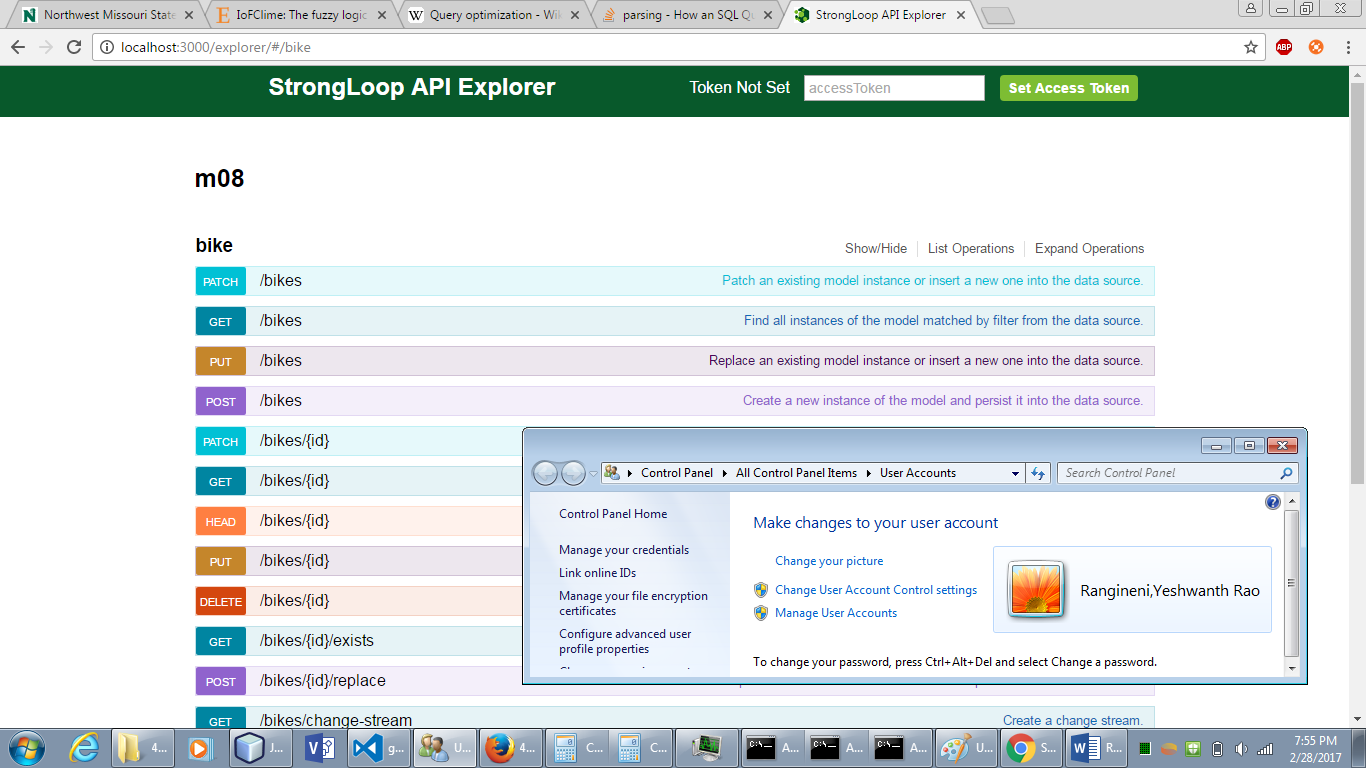 Northwest Missouri State
IoFClime: The fuzzy logic
Query optimization - Wik
parsing - How an SQL Qu
StrongLoop API Explorer
localhost:3000/explorer/#/bike
ABP
StrongLoop API Explorer
Token Not Set
accessToken
Set Access Token
m08
bike
Show/Hide
List Operations
Expand Operations
PATCH /bikes Patch an existing model instance or insert a new one into the data source.
GET /bikes Find all instances of the model matched by filter from the data source.
PUT /bikes Replace an existing model instance or insert a new one into the data source.
POST /bikes Create a new instance of the model and persist it into the data source.
PATCH /bikes/{id}
GET /bikes/{id}
HEAD /bikes/{id}
PUT /bikes/{id}
DELETE /bikes/{id}
GET /bikes/{id}/exists
POST /bikes/{id}/replace
GET /bikes/change-stream Create a change stream.
Control Panel
All Control Panel Items
User Accounts
Search Control Panel
Control Panel Home
Manage your credentials
Link online IDs
Manage your file encryption
certificates
Configure advanced user
profile properties
Make changes to your user account
Change your picture
Change User Account Control settings
Manage User Accounts
Rangineni,Yeshwanth Rao
To change your password, press Ctrl+Alt+Del and select Change a password.
4...
J...
g...
U...
4...
C...
C...
A...
A...
A...
U...
S...
R...
7:55 PM
2/28/2017